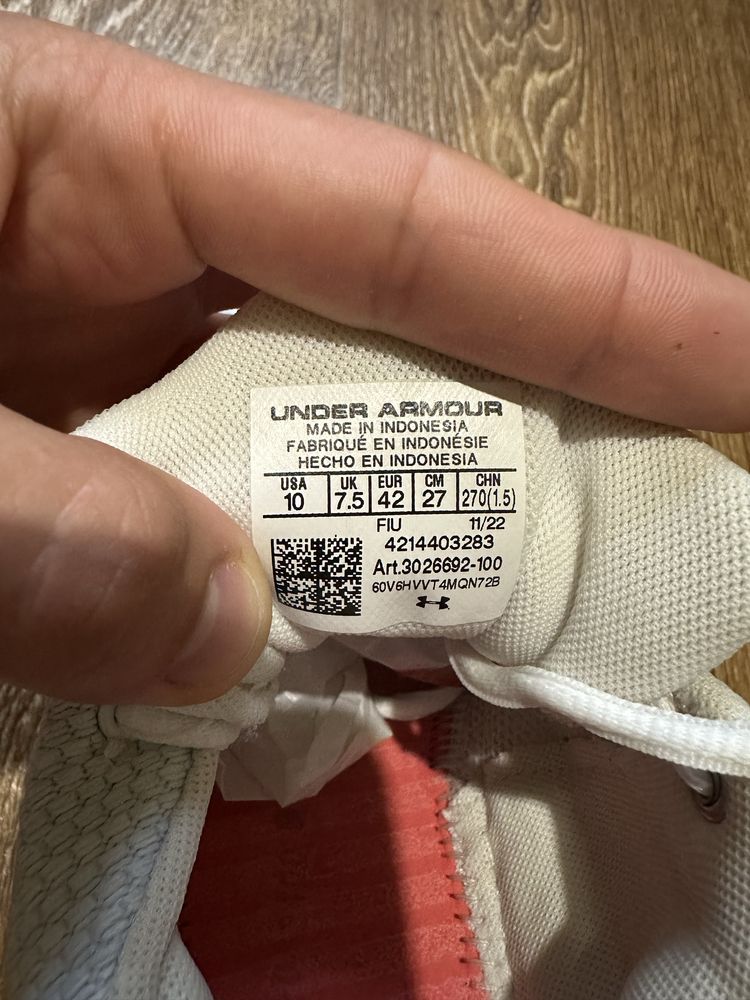 UNDER ARMOUR
MADE IN INDONESIA
FABRIQUÉ EN INDONÉSIE
HECHO EN INDONESIA
USA UK EUR CM CHN
10 7.5 42 27 270(1.5)
FIU 11/22
4214403283
Art.3026692-100
60V6HVVT4MQN72B